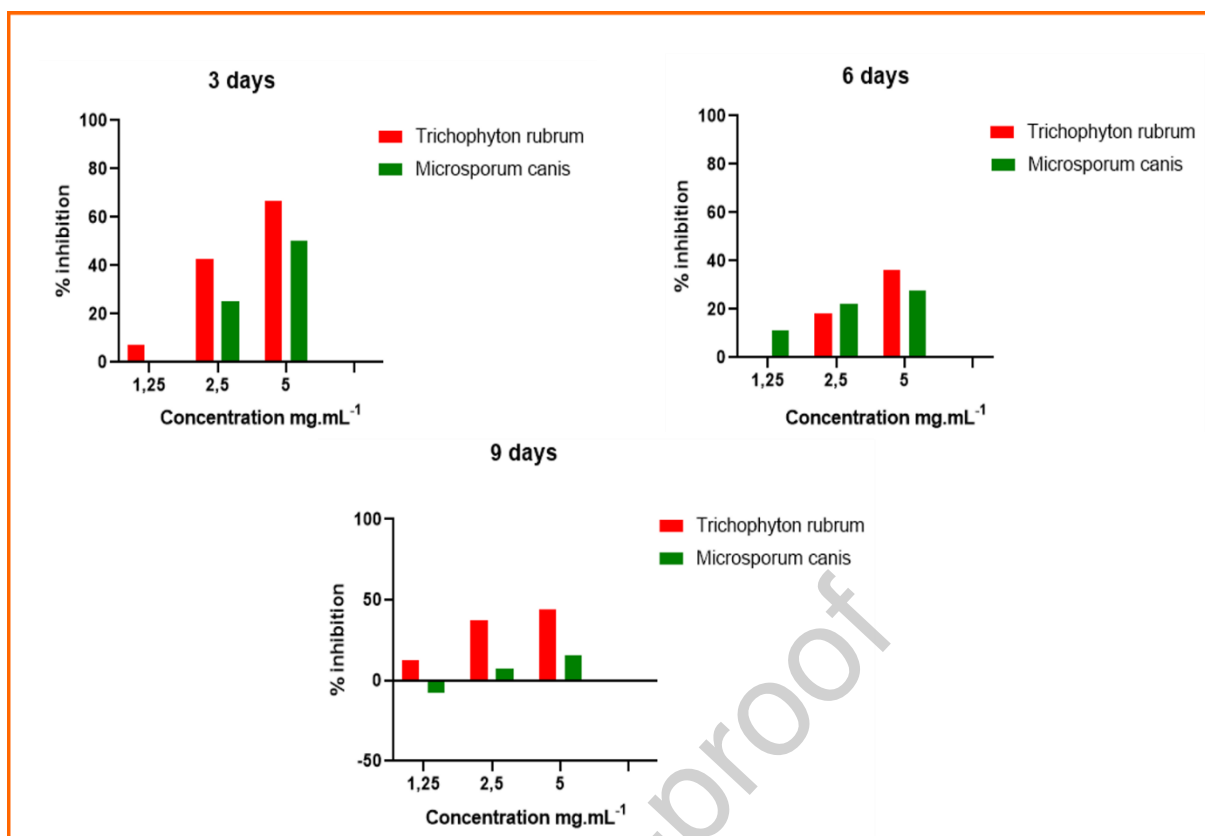 3 days
100
80
60
40
20
0
% inhibition
1,25 2,5 5
Concentration mg.mL⁻¹
Trichophyton rubrum
Microsporum canis
6 days
100
80
60
40
20
0
% inhibition
1,25 2,5 5
Concentration mg.mL⁻¹
Trichophyton rubrum
Microsporum canis
9 days
100
50
0
-50
% inhibition
1,25 2,5 5
Concentration mg.mL⁻¹
Trichophyton rubrum
Microsporum canis
proof